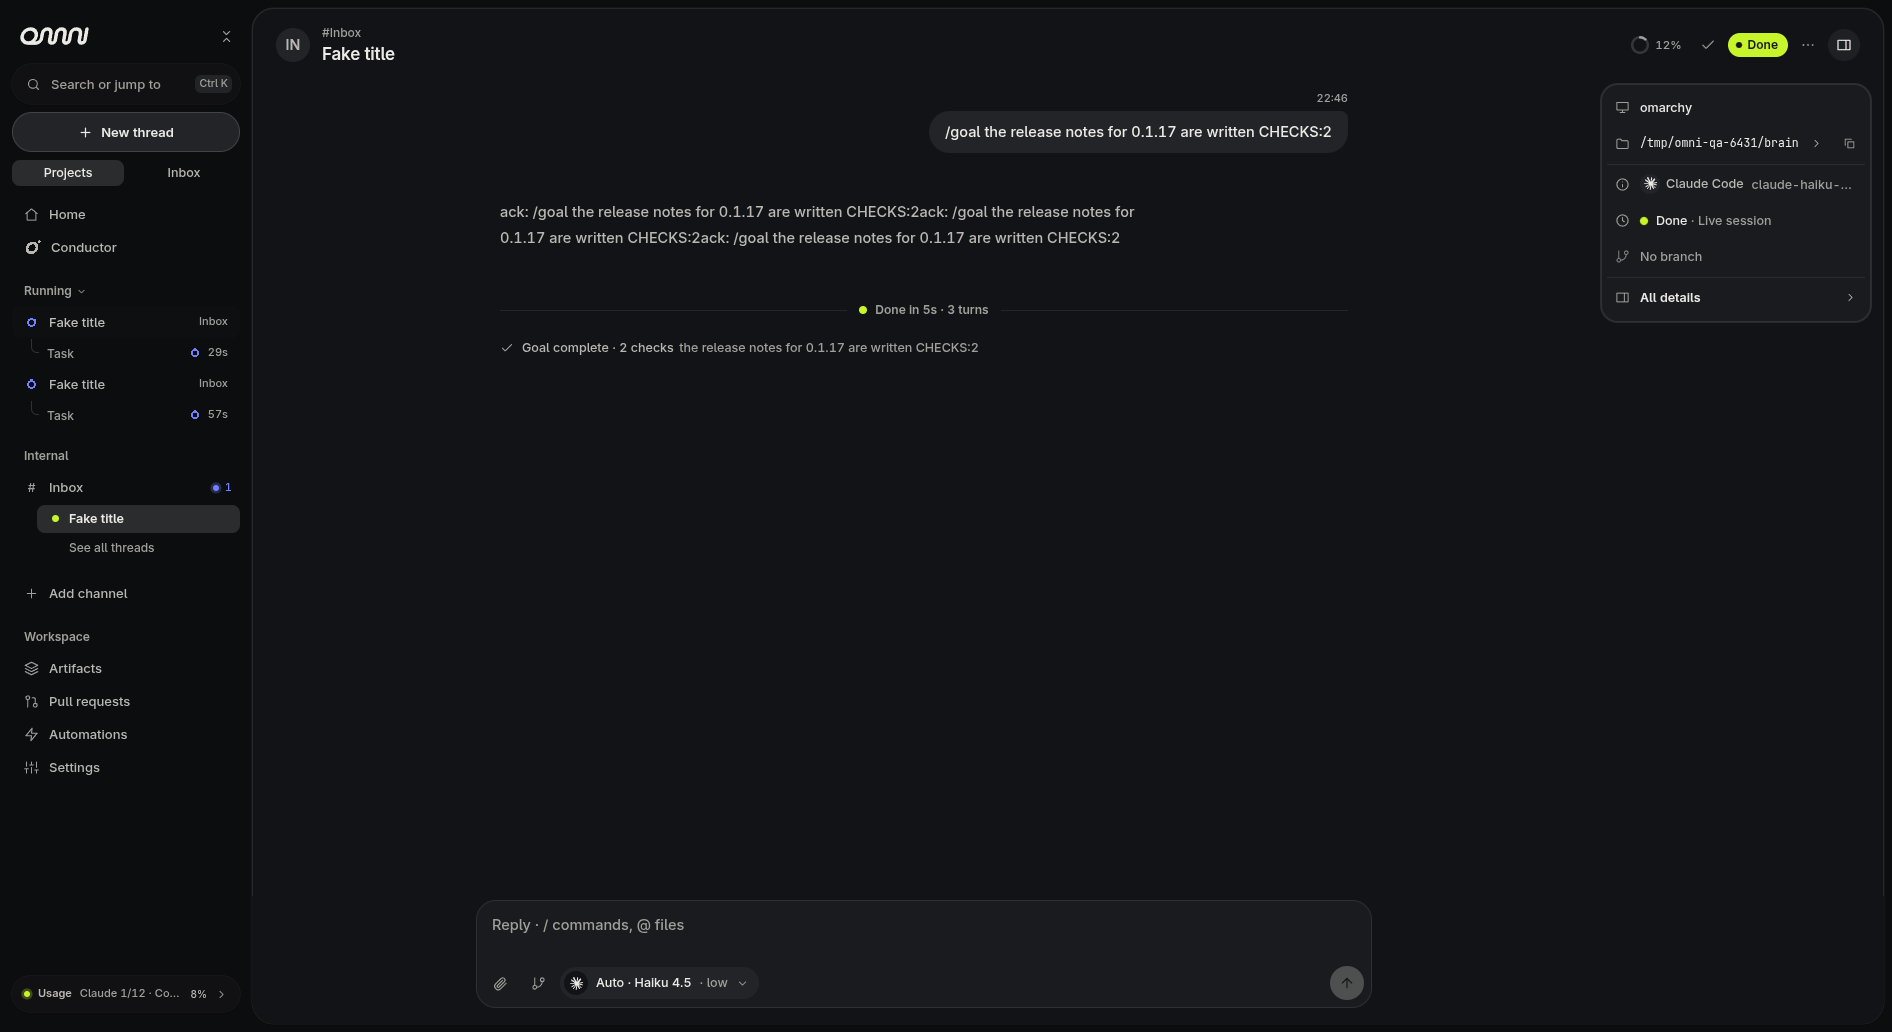 omni
Search or jump to
Ctrl K
New thread
Projects
Inbox
Home
Conductor
Running
Fake title
Inbox
Task
29s
Fake title
Inbox
Task
57s
Internal
# Inbox
1
Fake title
See all threads
Add channel
Workspace
Artifacts
Pull requests
Automations
Settings
Usage Claude 1/12 · Co... 8%
IN
#Inbox
Fake title
12%
Done
22:46
/goal the release notes for 0.1.17 are written CHECKS:2
ack: /goal the release notes for 0.1.17 are written CHECKS:2ack: /goal the release notes for
0.1.17 are written CHECKS:2ack: /goal the release notes for 0.1.17 are written CHECKS:2
Done in 5s · 3 turns
Goal complete · 2 checks the release notes for 0.1.17 are written CHECKS:2
omarchy
/tmp/omni-qa-6431/brain
Claude Code claude-haiku-...
Done · Live session
No branch
All details
Reply · / commands, @ files
Auto · Haiku 4.5 · low